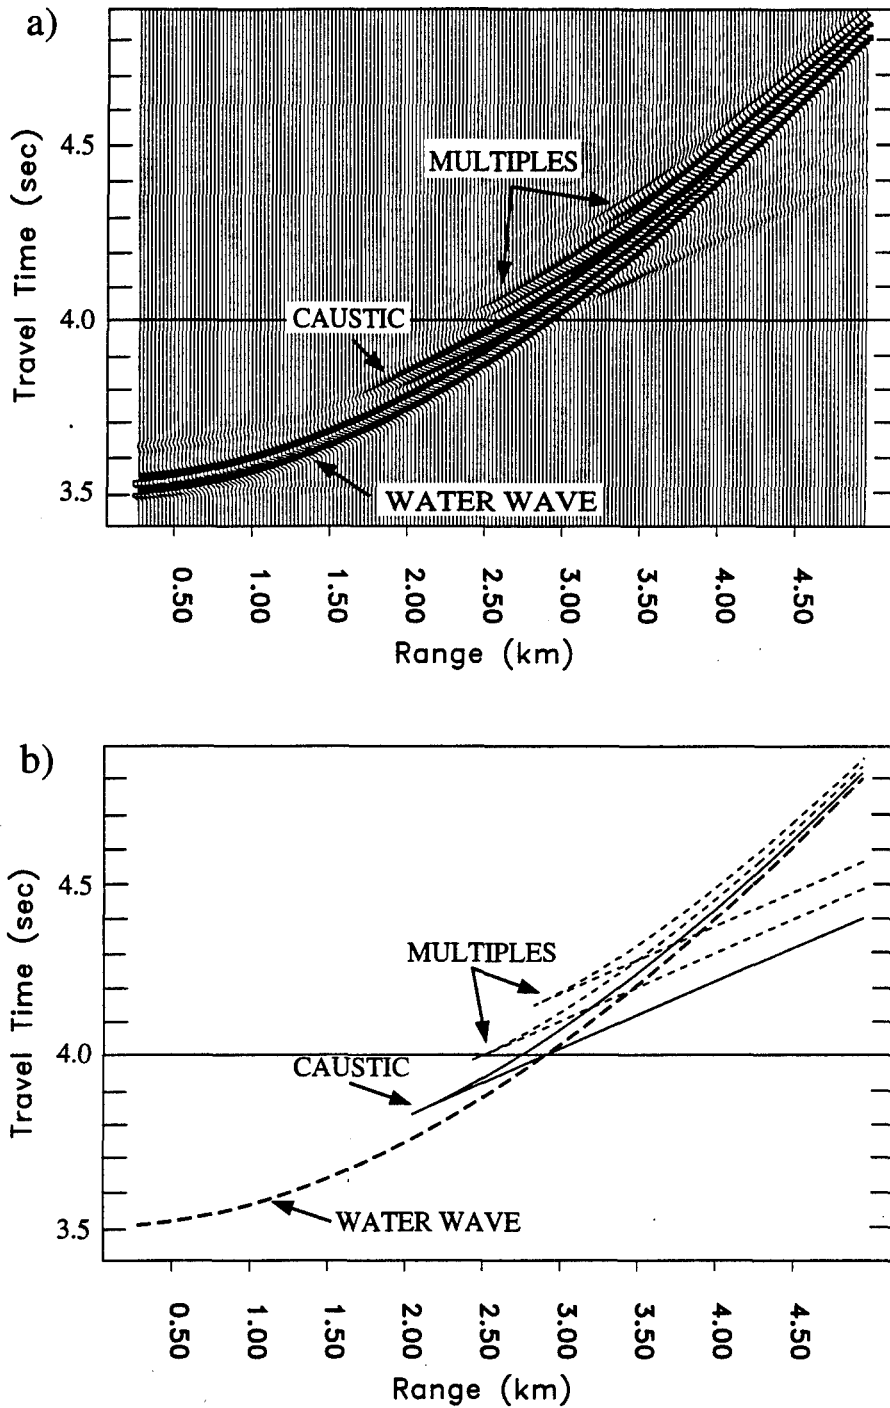 a)
Travel Time (sec)
4.5
4.0
3.5
MULTIPLES
CAUSTIC
WATER WAVE
0.50
1.00
1.50
2.00
2.50
3.00
3.50
4.00
4.50
Range (km)
b)
Travel Time (sec)
4.5
4.0
3.5
MULTIPLES
CAUSTIC
WATER WAVE
0.50
1.00
1.50
2.00
2.50
3.00
3.50
4.00
4.50
Range (km)